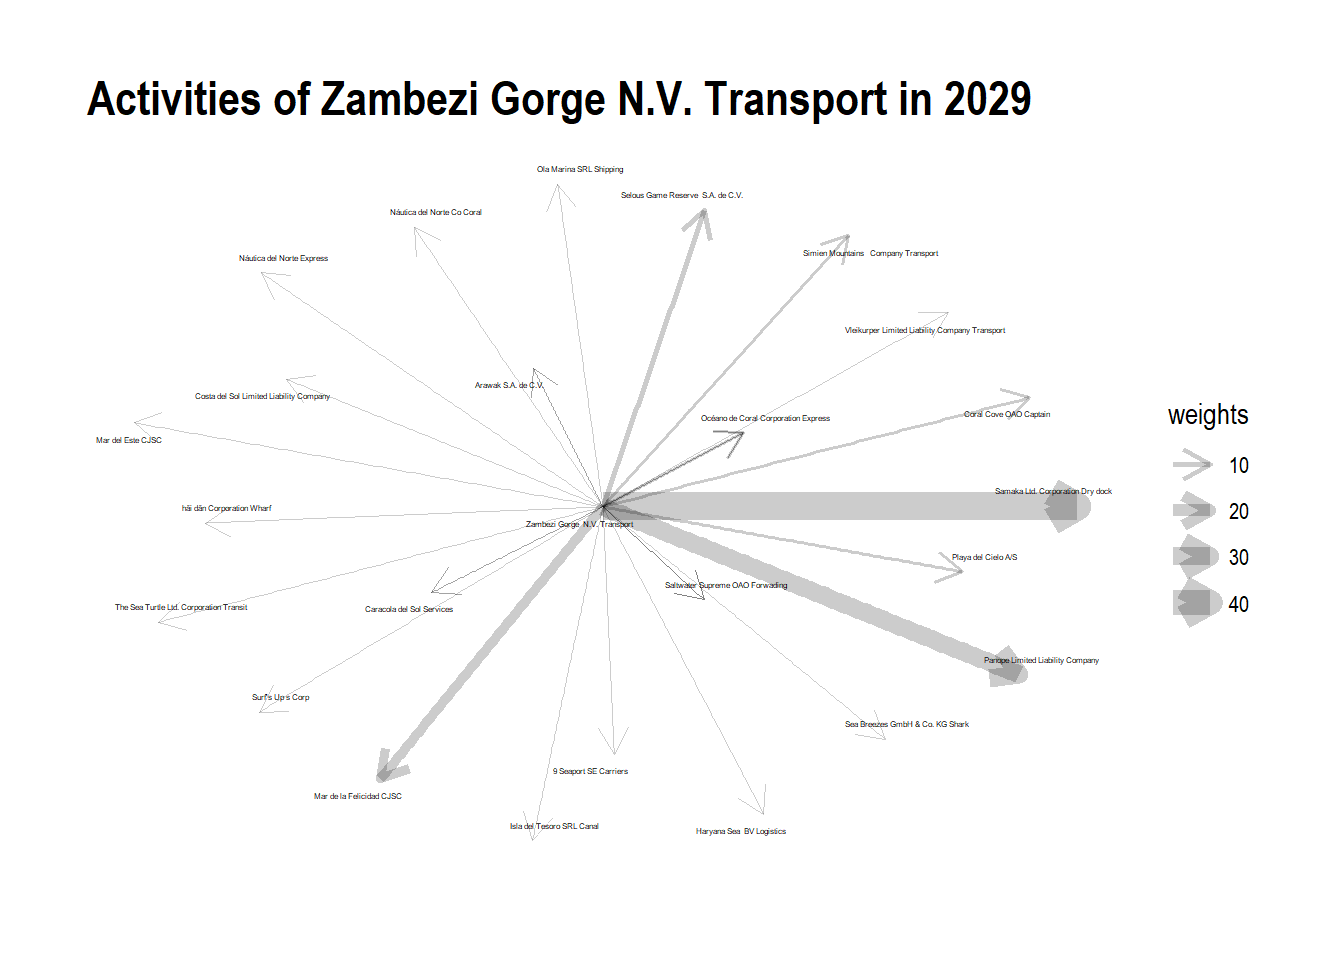 Activities of Zambezi Gorge N.V. Transport in 2029
Ola Marina SRL Shipping
Selous Game Reserve  S.A. de C.V.
Náutica del Norte Co Coral
Simien Mountains   Company Transport
Náutica del Norte Express
Vleikurper Limited Liability Company Transport
Arawak S.A. de C.V.
Costa del Sol Limited Liability Company
Océano de Coral Corporation Express
Coral Cove OAO Captain
weights
Mar del Este CJSC
10
Samaka Ltd. Corporation Dry dock
hǎi dǎn Corporation Wharf
20
Zambezi Gorge  N.V. Transport
Playa del Cielo A/S
30
Saltwater Supreme OAO Forwading
The Sea Turtle Ltd. Corporation Transit
Caracola del Sol Services
40
Panope Limited Liability Company
Surf's Up s Corp
Sea Breezes GmbH & Co. KG Shark
9 Seaport SE Carriers
Mar de la Felicidad CJSC
Isla del Tesoro SRL Canal
Haryana Sea  BV Logistics